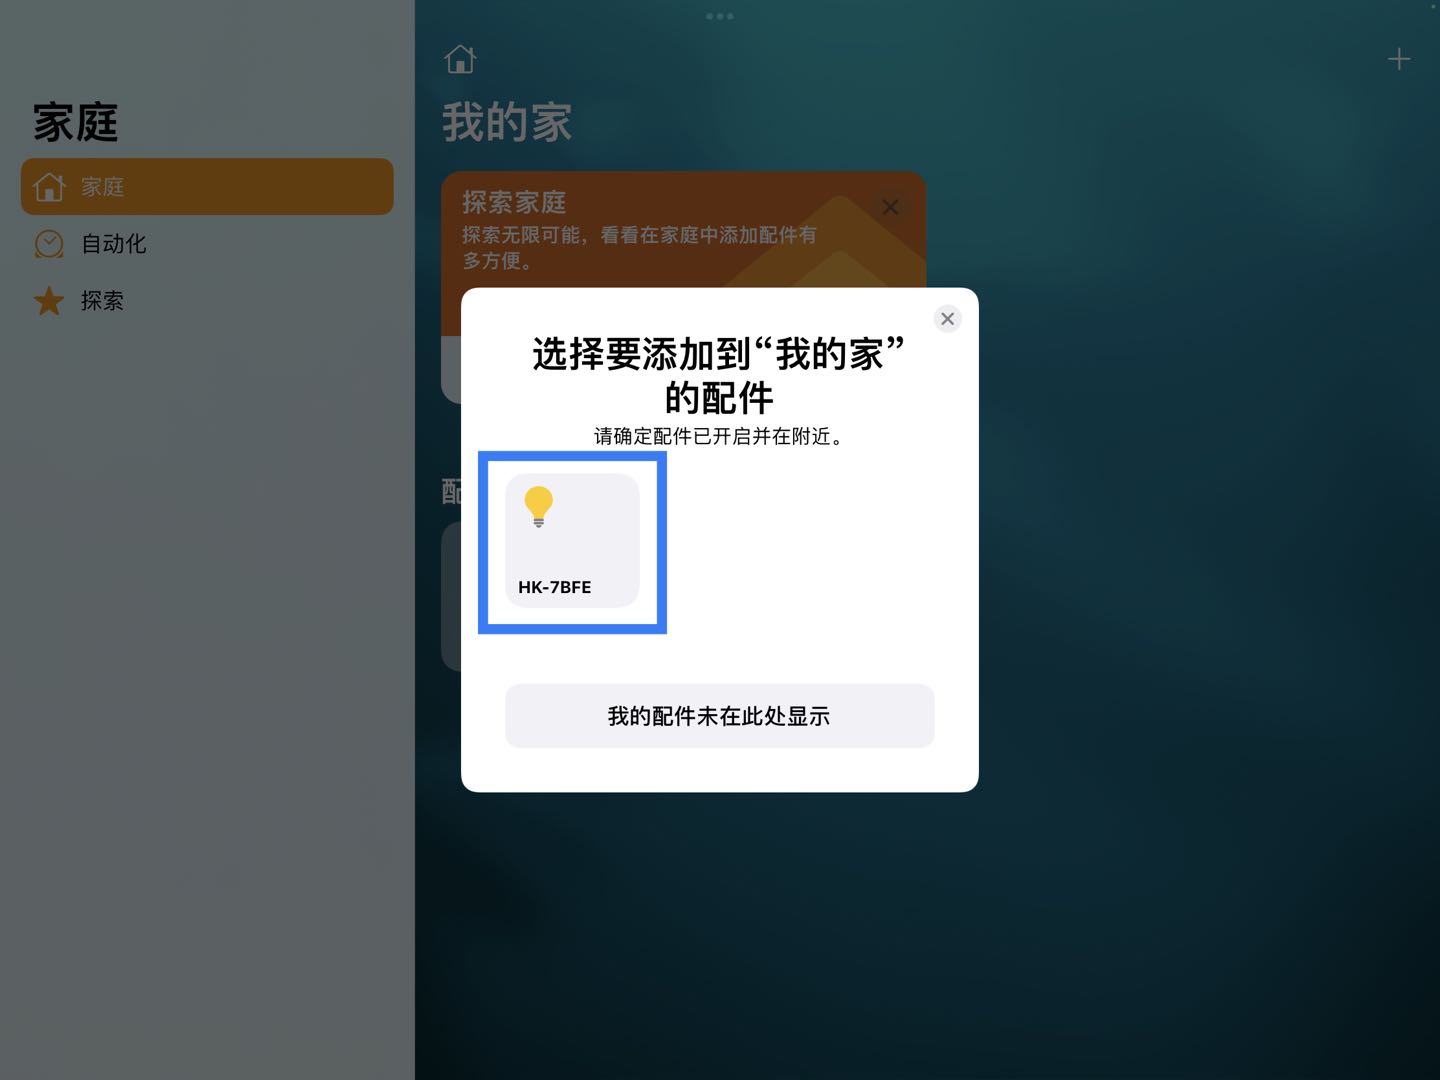 家庭
家庭
自动化
探索
我的家
探索家庭
探索无限可能，看看在家庭中添加配件有
多方便。
配
选择要添加到“我的家”
的配件
请确定配件已开启并在附近。
HK-7BFE
我的配件未在此处显示